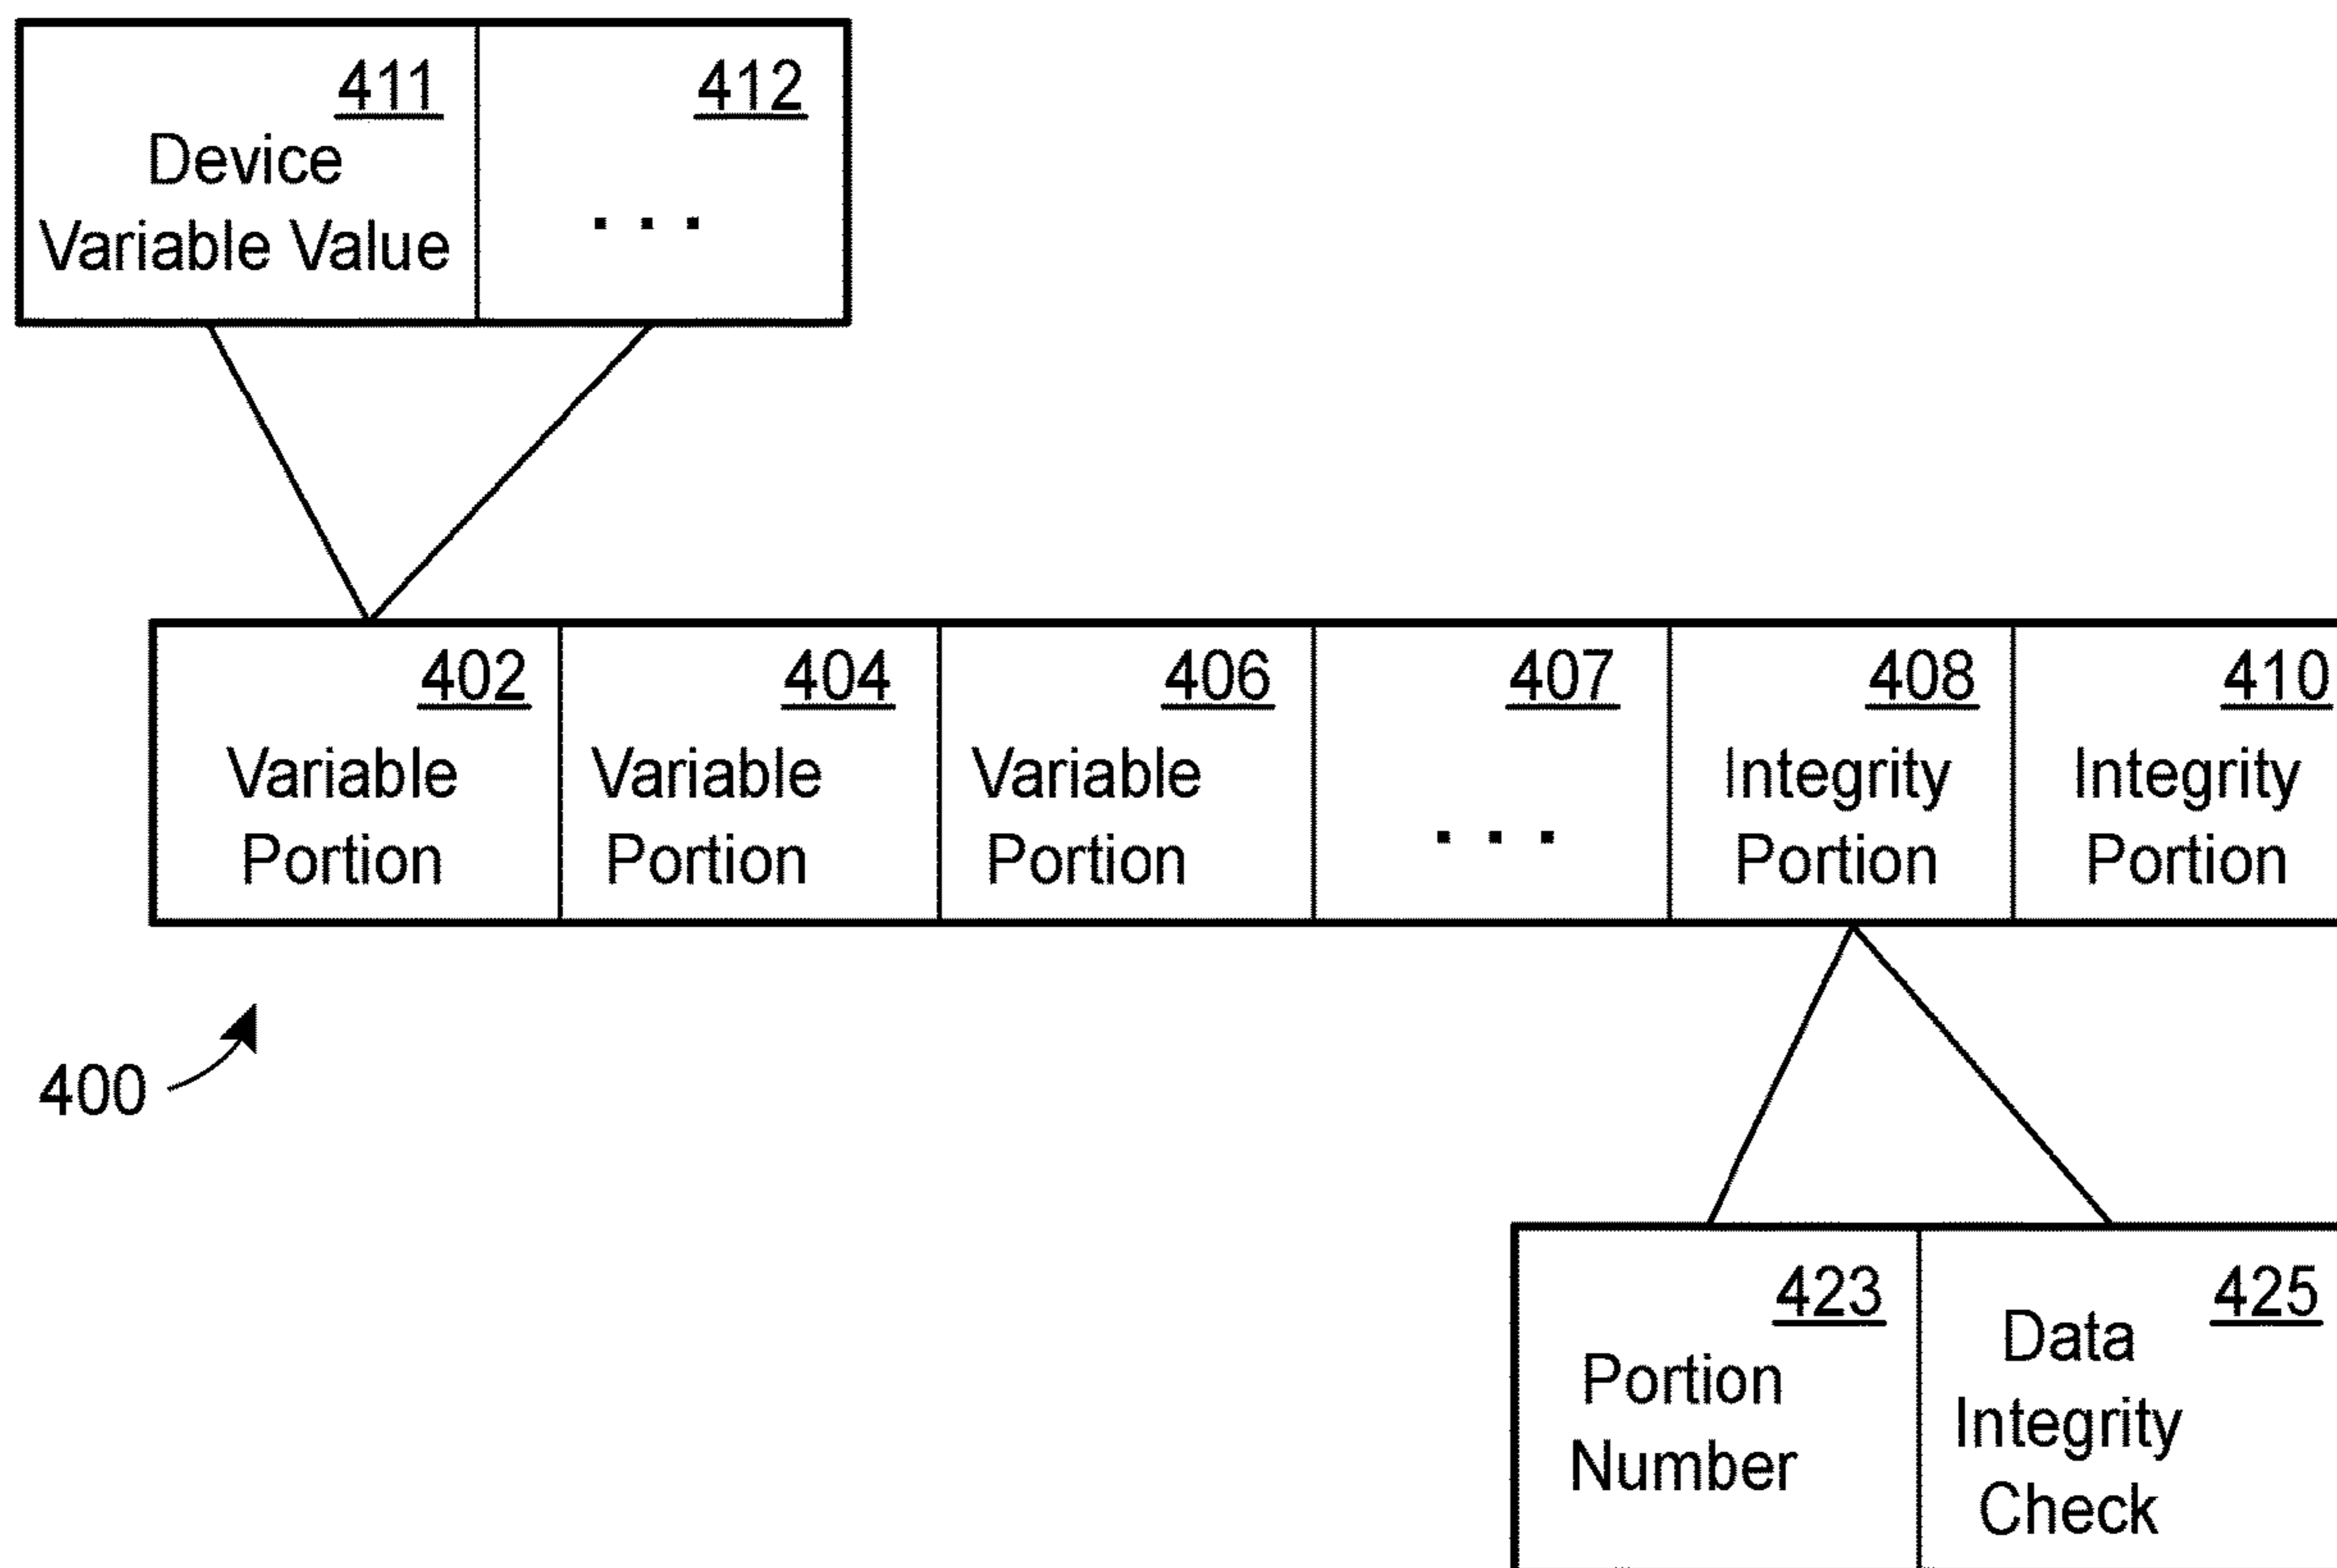 411
Device
Variable Value
412
. . .
402
Variable
Portion
404
Variable
Portion
406
Variable
Portion
407
. . .
408
Integrity
Portion
410
Integrity
Portion
400
423
Portion
Number
425
Data
Integrity
Check